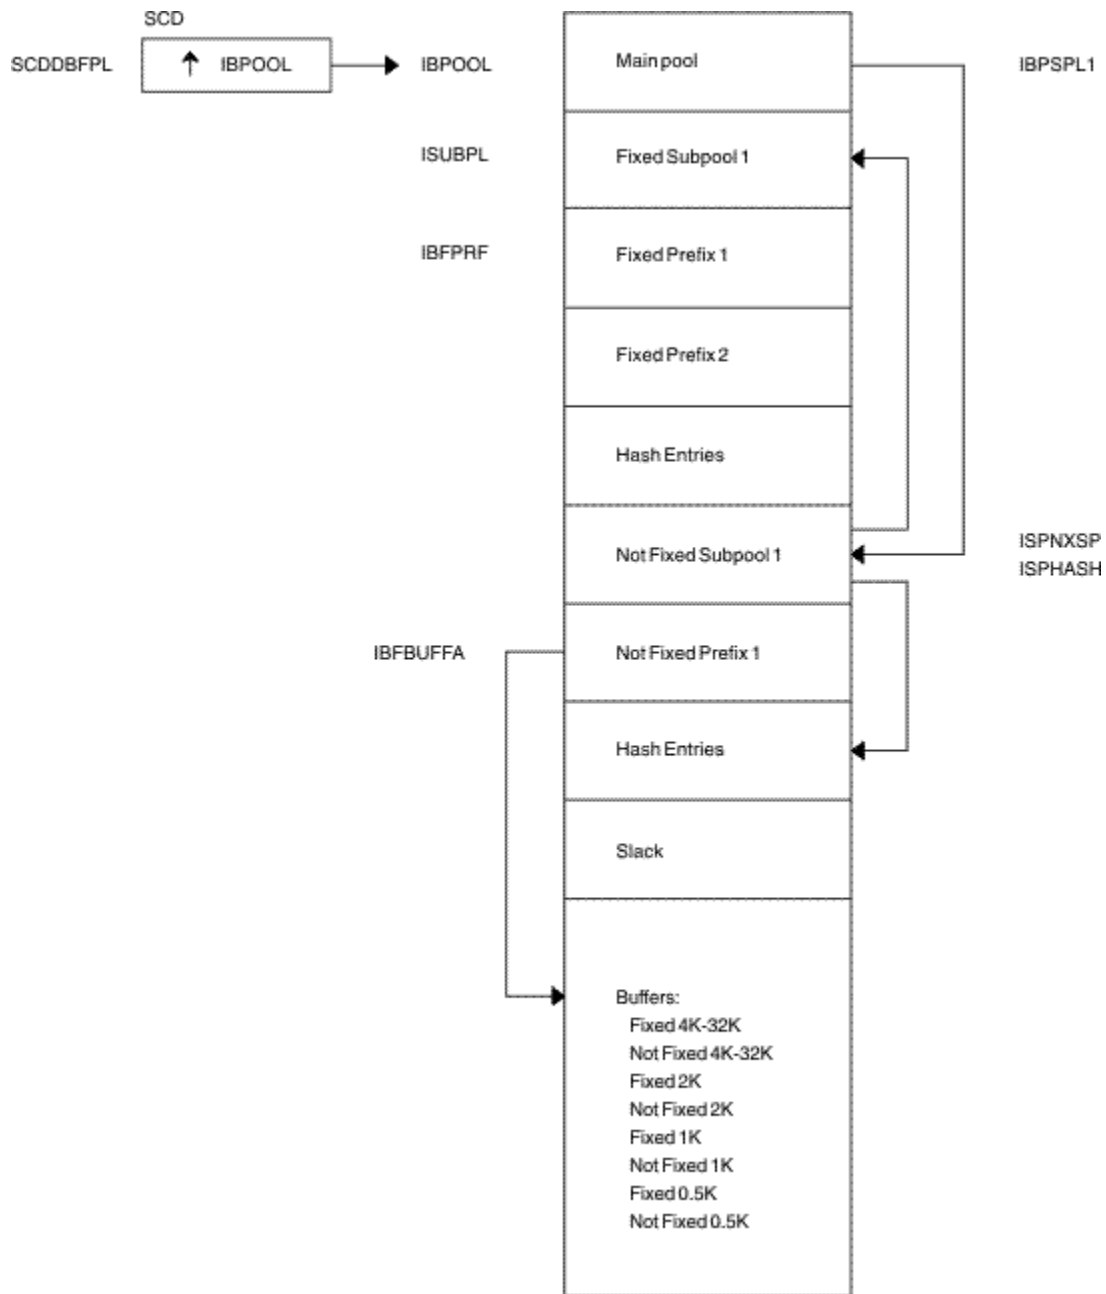 SCD
SCDDBFPL
↑ IBPOOL
IBPOOL
Main pool
IBPSPL1
ISUBPL
Fixed Subpool 1
IBFPRF
Fixed Prefix 1
Fixed Prefix 2
Hash Entries
Not Fixed Subpool 1
ISPNXSP
ISPHASH
IBFBUFFA
Not Fixed Prefix 1
Hash Entries
Slack
Buffers:
Fixed 4K-32K
Not Fixed 4K-32K
Fixed 2K
Not Fixed 2K
Fixed 1K
Not Fixed 1K
Fixed 0.5K
Not Fixed 0.5K